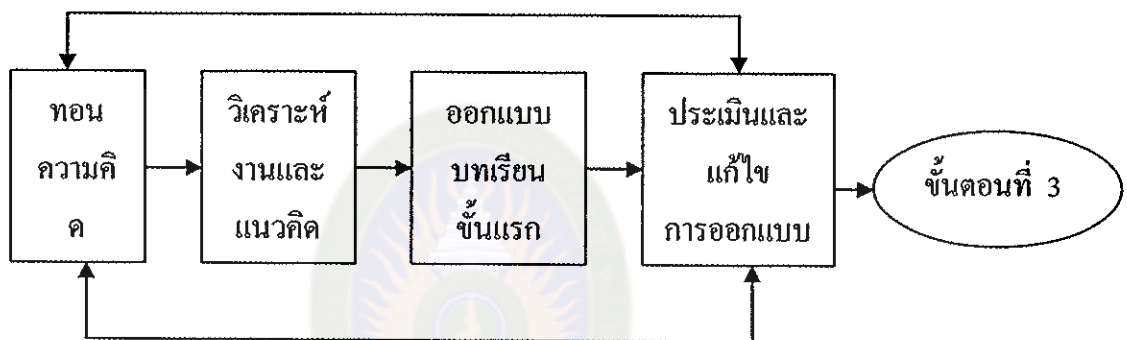 ทอน
ความคิ
ด
วิเคราะห์
งานและ
แนวคิด
ออกแบบ
บทเรียน
ขั้นแรก
ประเมินและ
แก้ไข
การออกแบบ
ขั้นตอนที่ 3